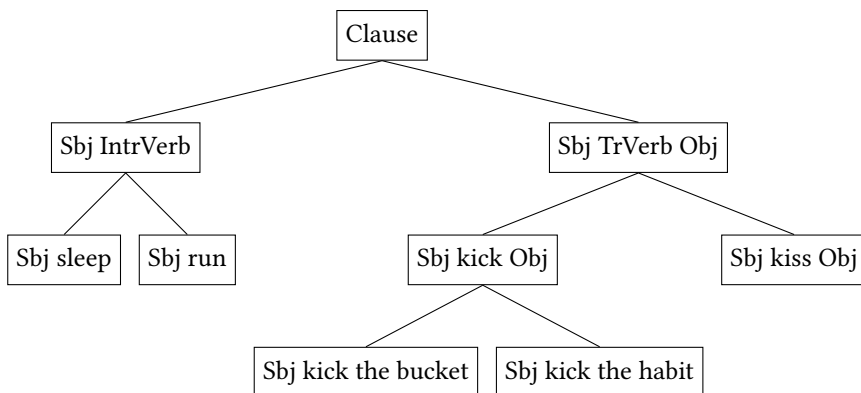 Clause
Sbj IntrVerb
Sbj TrVerb Obj
Sbj sleep
Sbj run
Sbj kick Obj
Sbj kiss Obj
Sbj kick the bucket
Sbj kick the habit